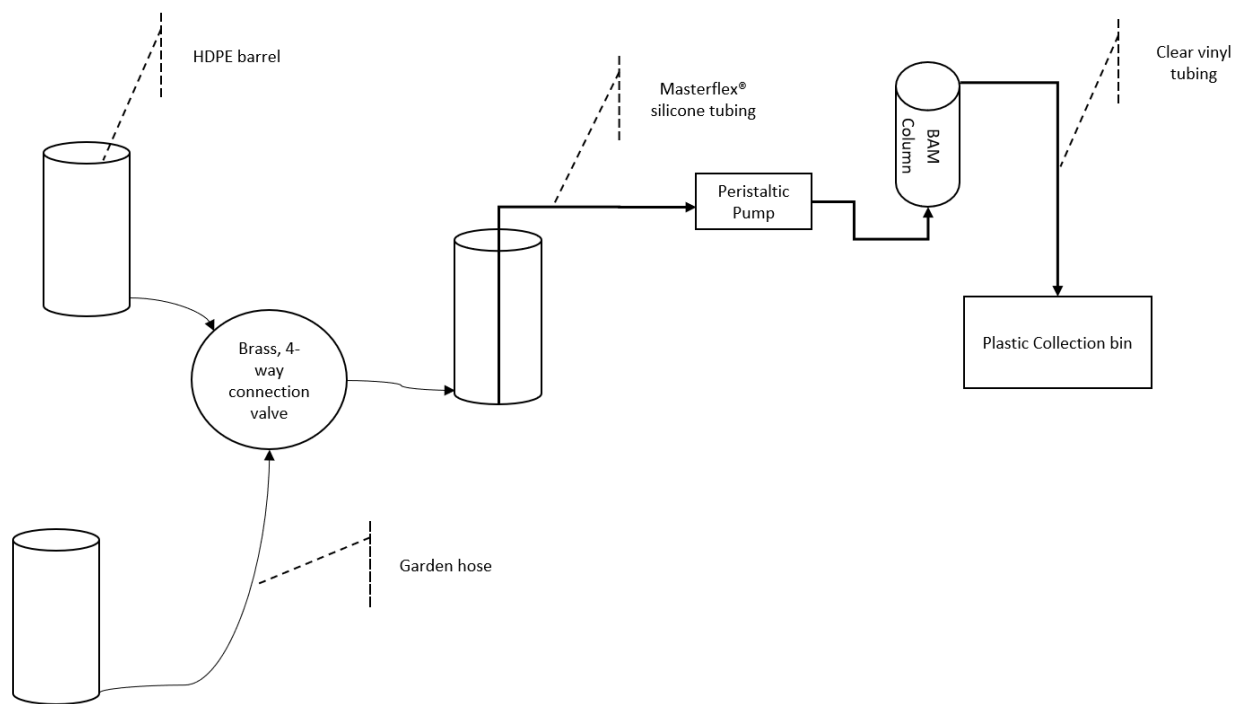 HDPE barrel
Masterflex®
silicone tubing
Clear vinyl
tubing
BAM
Column
Peristaltic
Pump
Plastic Collection bin
Brass, 4-
way
connection
valve
Garden hose